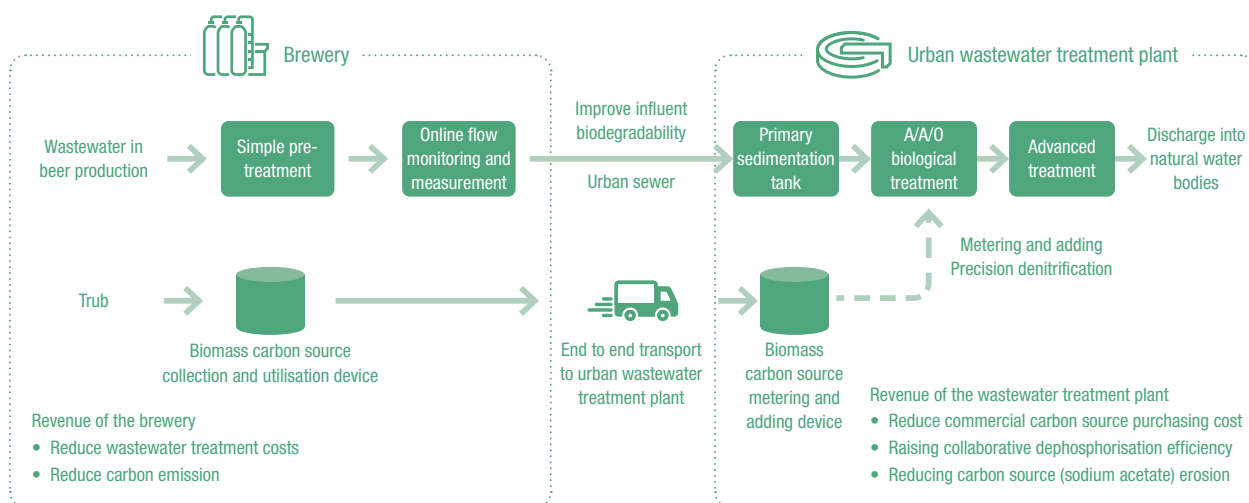 Brewery
Urban wastewater treatment plant
Wastewater in
beer production
Simple pre-
treatment
Online flow
monitoring and
measurement
Improve influent
biodegradability
Urban sewer
Primary
sedimentation
tank
A/A/O
biological
treatment
Advanced
treatment
Discharge into
natural water
bodies
Metering and adding
Precision denitrification
Trub
Biomass carbon source
collection and utilisation device
End to end transport
to urban wastewater
treatment plant
Biomass
carbon source
metering and
adding device
Revenue of the brewery
• Reduce wastewater treatment costs
• Reduce carbon emission
Revenue of the wastewater treatment plant
• Reduce commercial carbon source purchasing cost
• Raising collaborative dephosphorisation efficiency
• Reducing carbon source (sodium acetate) erosion